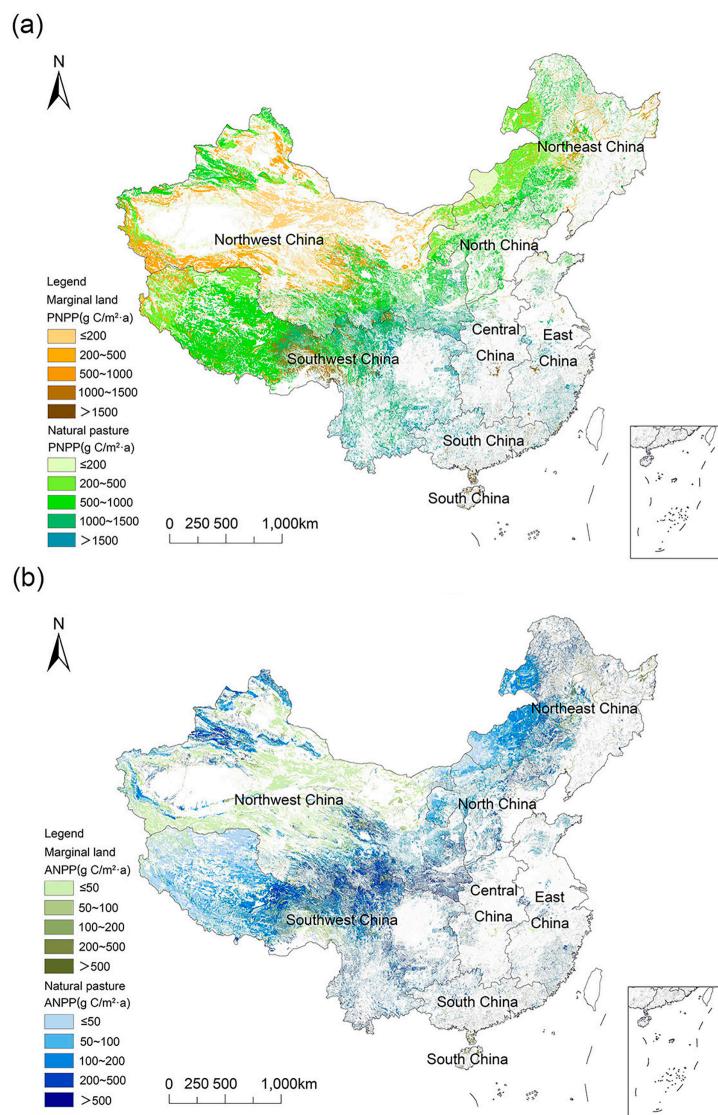 (a)
N
Northeast China
Northwest China
North China
Legend
Marginal land
PNPP(g C/m²·a)
≤200
200~500
500~1000
1000~1500
>1500
Central
China
East
China
Southwest China
Natural pasture
PNPP(g C/m²·a)
≤200
200~500
500~1000
1000~1500
>1500
South China
South China
0 250 500 1,000km
(b)
N
Northeast China
Northwest China
North China
Legend
Marginal land
ANPP(g C/m²·a)
≤50
50~100
100~200
200~500
>500
Central
China
East
China
Southwest China
Natural pasture
ANPP(g C/m²·a)
≤50
50~100
100~200
200~500
>500
South China
South China
0 250 500 1,000km